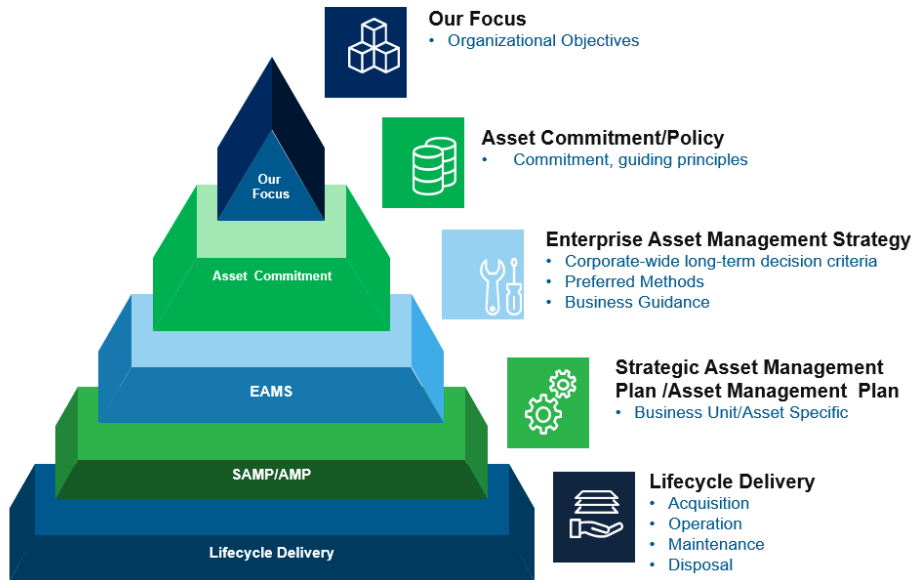 Our Focus
• Organizational Objectives
Asset Commitment/Policy
• Commitment, guiding principles
Our
Focus
Enterprise Asset Management Strategy
• Corporate-wide long-term decision criteria
• Preferred Methods
• Business Guidance
Asset Commitment
Strategic Asset Management
Plan /Asset Management Plan
• Business Unit/Asset Specific
EAMS
SAMP/AMP
Lifecycle Delivery
• Acquisition
• Operation
• Maintenance
• Disposal
Lifecycle Delivery